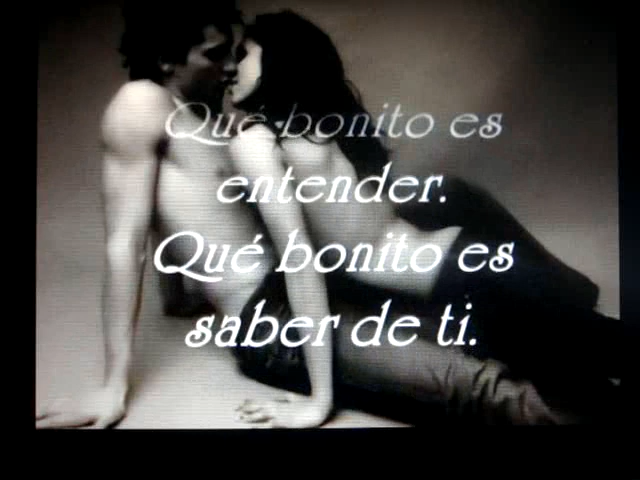 Qué bonito es
entender.
Qué bonito es
saber de ti.